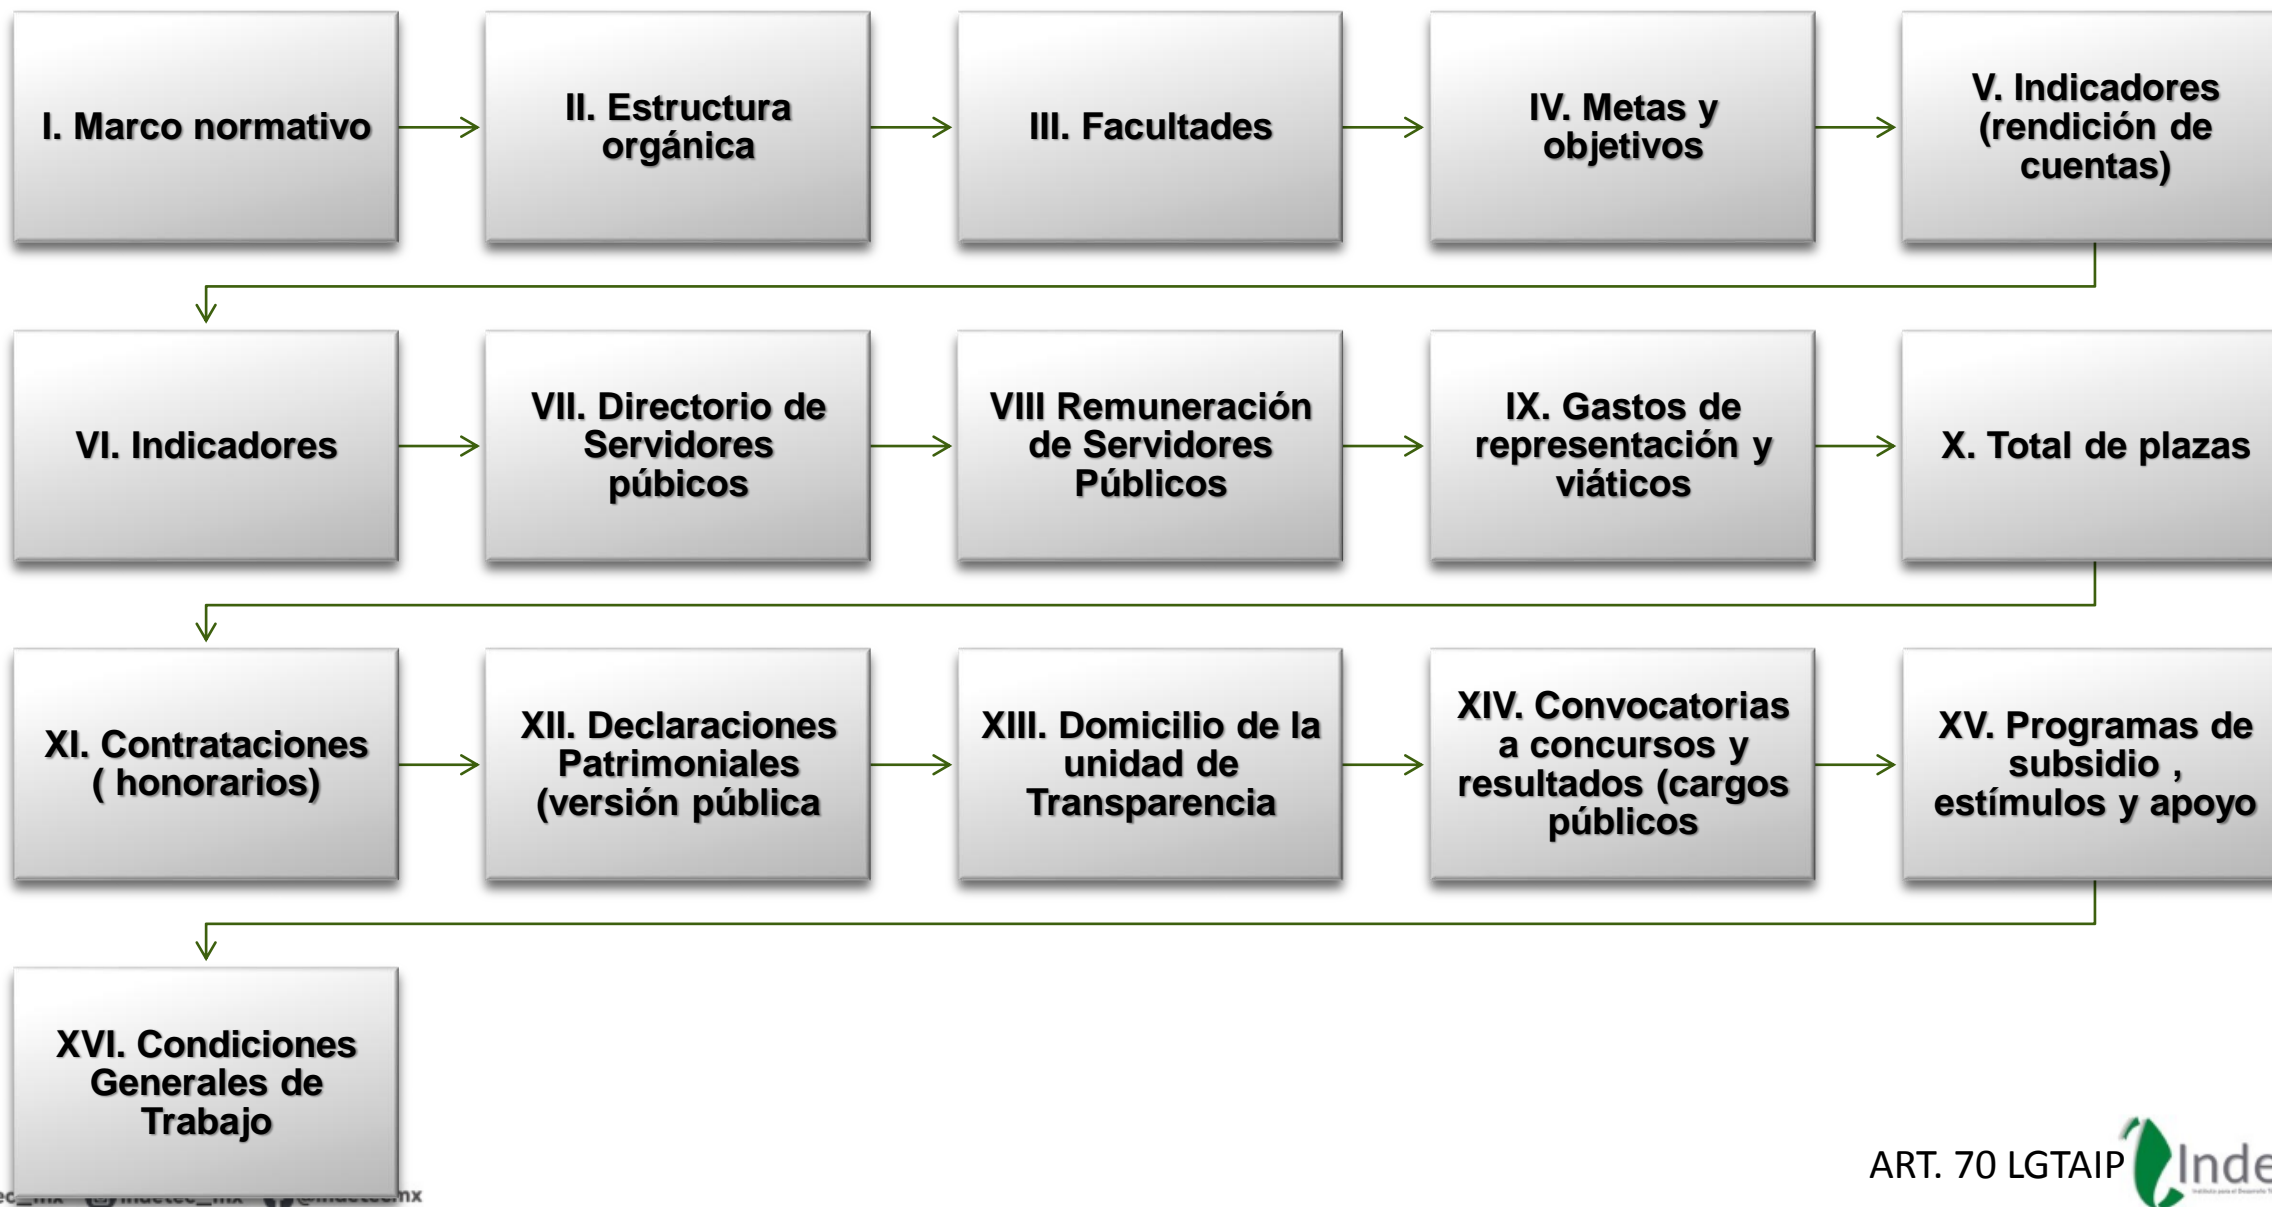 I. Marco normativo
II. Estructura
orgánica
III. Facultades
IV. Metas y
objetivos
V. Indicadores
(rendición de
cuentas)
VI. Indicadores
VII. Directorio de
Servidores
púbicos
VIII Remuneración
de Servidores
Públicos
IX. Gastos de
representación y
viáticos
X. Total de plazas
XI. Contrataciones
( honorarios)
XII. Declaraciones
Patrimoniales
(versión pública
XIII. Domicilio de la
unidad de
Transparencia
XIV. Convocatorias
a concursos y
resultados (cargos
públicos
XV. Programas de
subsidio ,
estímulos y apoyo
XVI. Condiciones
Generales de
Trabajo
ART. 70 LGTAIP
Inde
indetec_mx @indetecmx